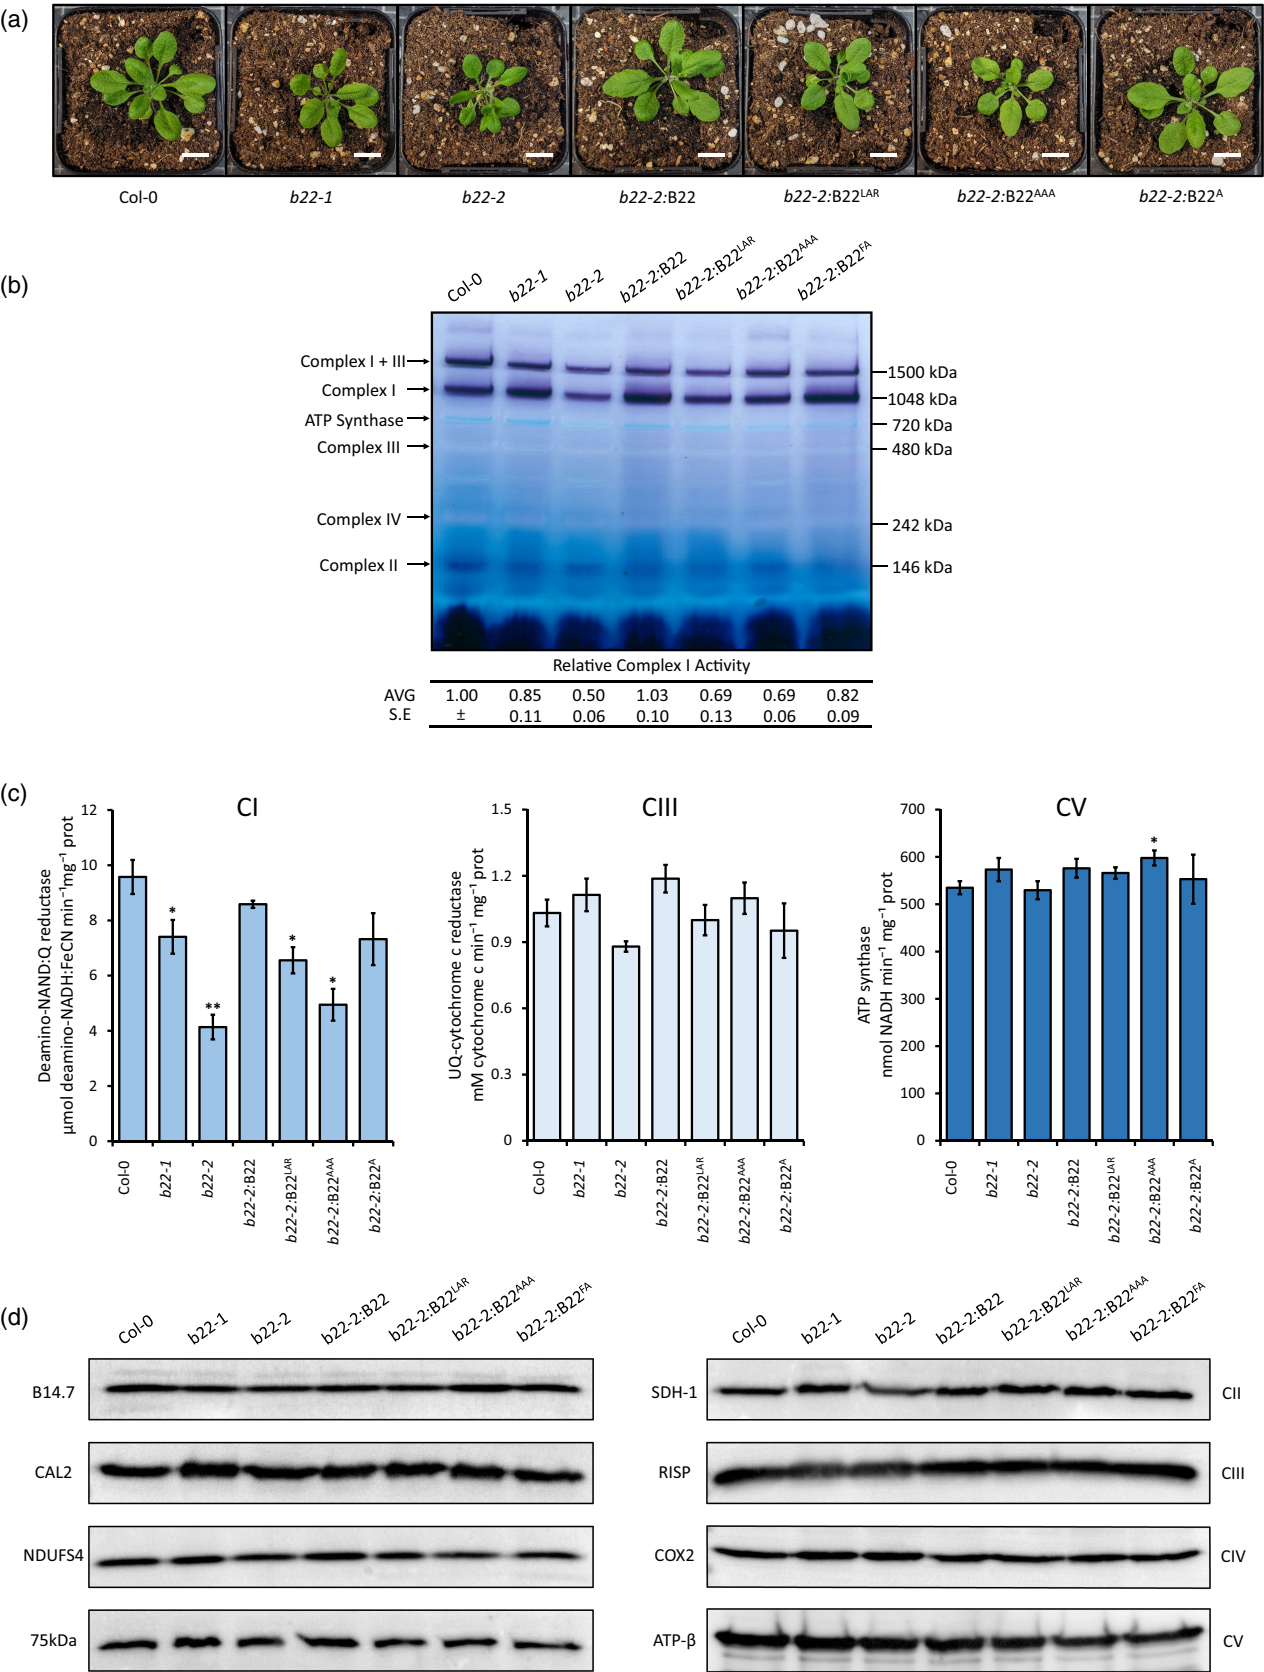 (a)
Col-0 b22-1 b22-2 b22-2:B22 b22-2:B22ᴸᴬᴿ b22-2:B22ᴬᴬᴬ b22-2:B22ᴬ
(b)
Col-0 b22-1 b22-2 b22-2:B22 b22-2:B22ᴸᴬᴿ b22-2:B22ᴬᴬᴬ b22-2:B22ꟳᴬ
Complex I + III
Complex I
ATP Synthase
Complex III
Complex IV
Complex II
1500 kDa
1048 kDa
720 kDa
480 kDa
242 kDa
146 kDa
Relative Complex I Activity
AVG 1.00 0.85 0.50 1.03 0.69 0.69 0.82
S.E ± 0.11 0.06 0.10 0.13 0.06 0.09
(c)
CI
Deamino-NAND:Q reductase
µmol deamino-NADH:FeCN min⁻¹mg⁻¹ prot
12
10
8
6
4
2
0
*
**
*
*
Col-0 b22-1 b22-2 b22-2:B22 b22-2:B22ᴸᴬᴿ b22-2:B22ᴬᴬᴬ b22-2:B22ᴬ
CIII
UQ-cytochrome c reductase
mM cytochrome c min⁻¹ mg⁻¹ prot
1.5
1.2
0.9
0.6
0.3
0
Col-0 b22-1 b22-2 b22-2:B22 b22-2:B22ᴸᴬᴿ b22-2:B22ᴬᴬᴬ b22-2:B22ᴬ
CV
ATP synthase
nmol NADH min⁻¹ mg⁻¹ prot
700
600
500
400
300
200
100
0
*
Col-0 b22-1 b22-2 b22-2:B22 b22-2:B22ᴸᴬᴿ b22-2:B22ᴬᴬᴬ b22-2:B22ᴬ
(d)
Col-0 b22-1 b22-2 b22-2:B22 b22-2:B22ᴸᴬᴿ b22-2:B22ᴬᴬᴬ b22-2:B22ꟳᴬ
B14.7
CAL2
NDUFS4
75kDa
Col-0 b22-1 b22-2 b22-2:B22 b22-2:B22ᴸᴬᴿ b22-2:B22ᴬᴬᴬ b22-2:B22ꟳᴬ
SDH-1 CII
RISP CIII
COX2 CIV
ATP-β CV